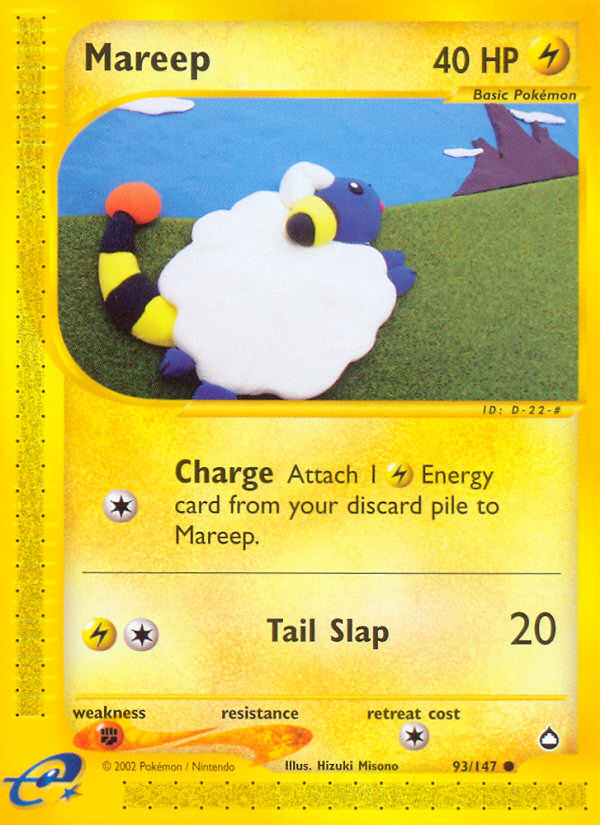 Mareep
40 HP
Basic Pokémon
ID: D-22-#
Charge Attach 1 Energy
card from your discard pile to
Mareep.
Tail Slap 20
weakness resistance retreat cost
© 2002 Pokémon / Nintendo Illus. Hizuki Misono 93/147
e